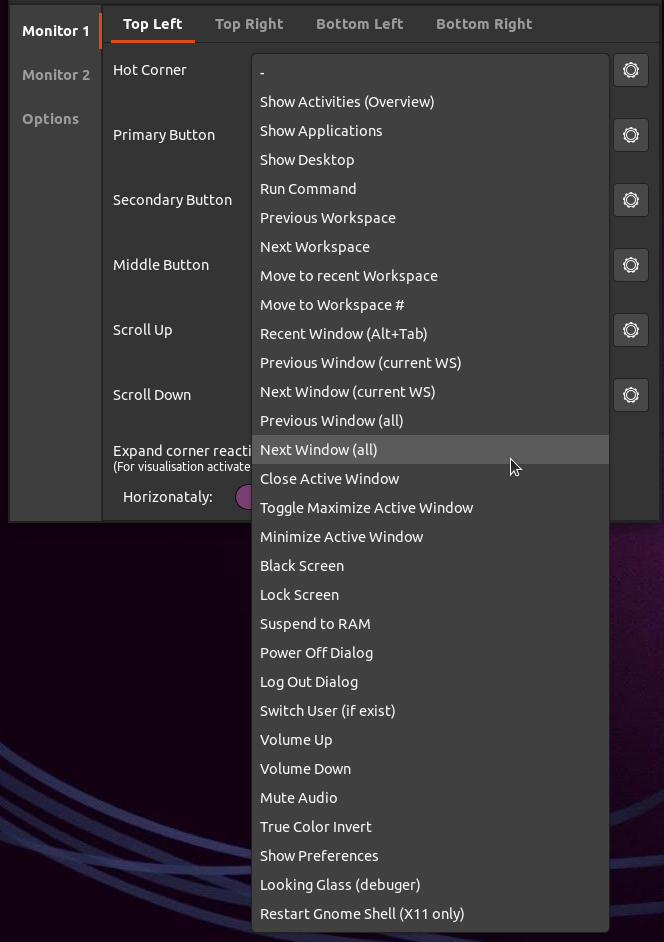 Monitor 1
Monitor 2
Options
Top Left Top Right Bottom Left Bottom Right
Hot Corner
Primary Button
Secondary Button
Middle Button
Scroll Up
Scroll Down
Expand corner reacti
(For visualisation activate
Horizonataly:
-
Show Activities (Overview)
Show Applications
Show Desktop
Run Command
Previous Workspace
Next Workspace
Move to recent Workspace
Move to Workspace #
Recent Window (Alt+Tab)
Previous Window (current WS)
Next Window (current WS)
Previous Window (all)
Next Window (all)
Close Active Window
Toggle Maximize Active Window
Minimize Active Window
Black Screen
Lock Screen
Suspend to RAM
Power Off Dialog
Log Out Dialog
Switch User (if exist)
Volume Up
Volume Down
Mute Audio
True Color Invert
Show Preferences
Looking Glass (debuger)
Restart Gnome Shell (X11 only)